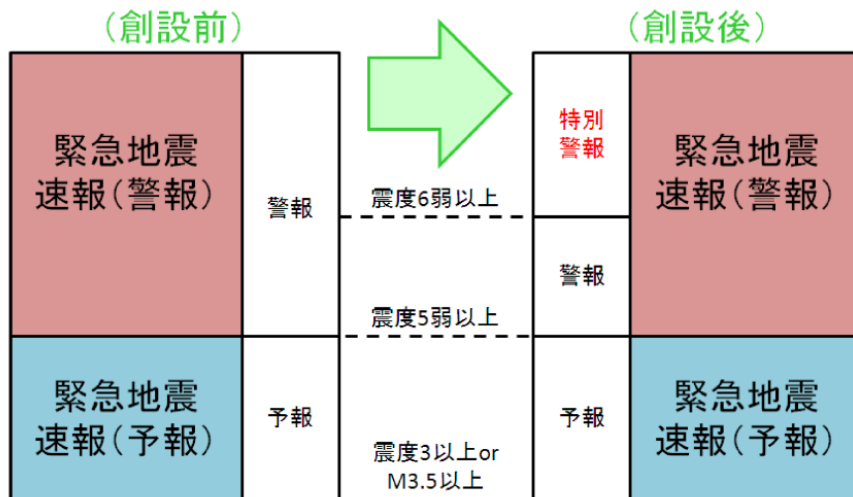 (創設前)
(創設後)
緊急地震
速報(警報)
警報
震度6弱以上
特別
警報
緊急地震
速報(警報)
警報
震度5弱以上
緊急地震
速報(予報)
予報
震度3以上or
M3.5以上
予報
緊急地震
速報(予報)